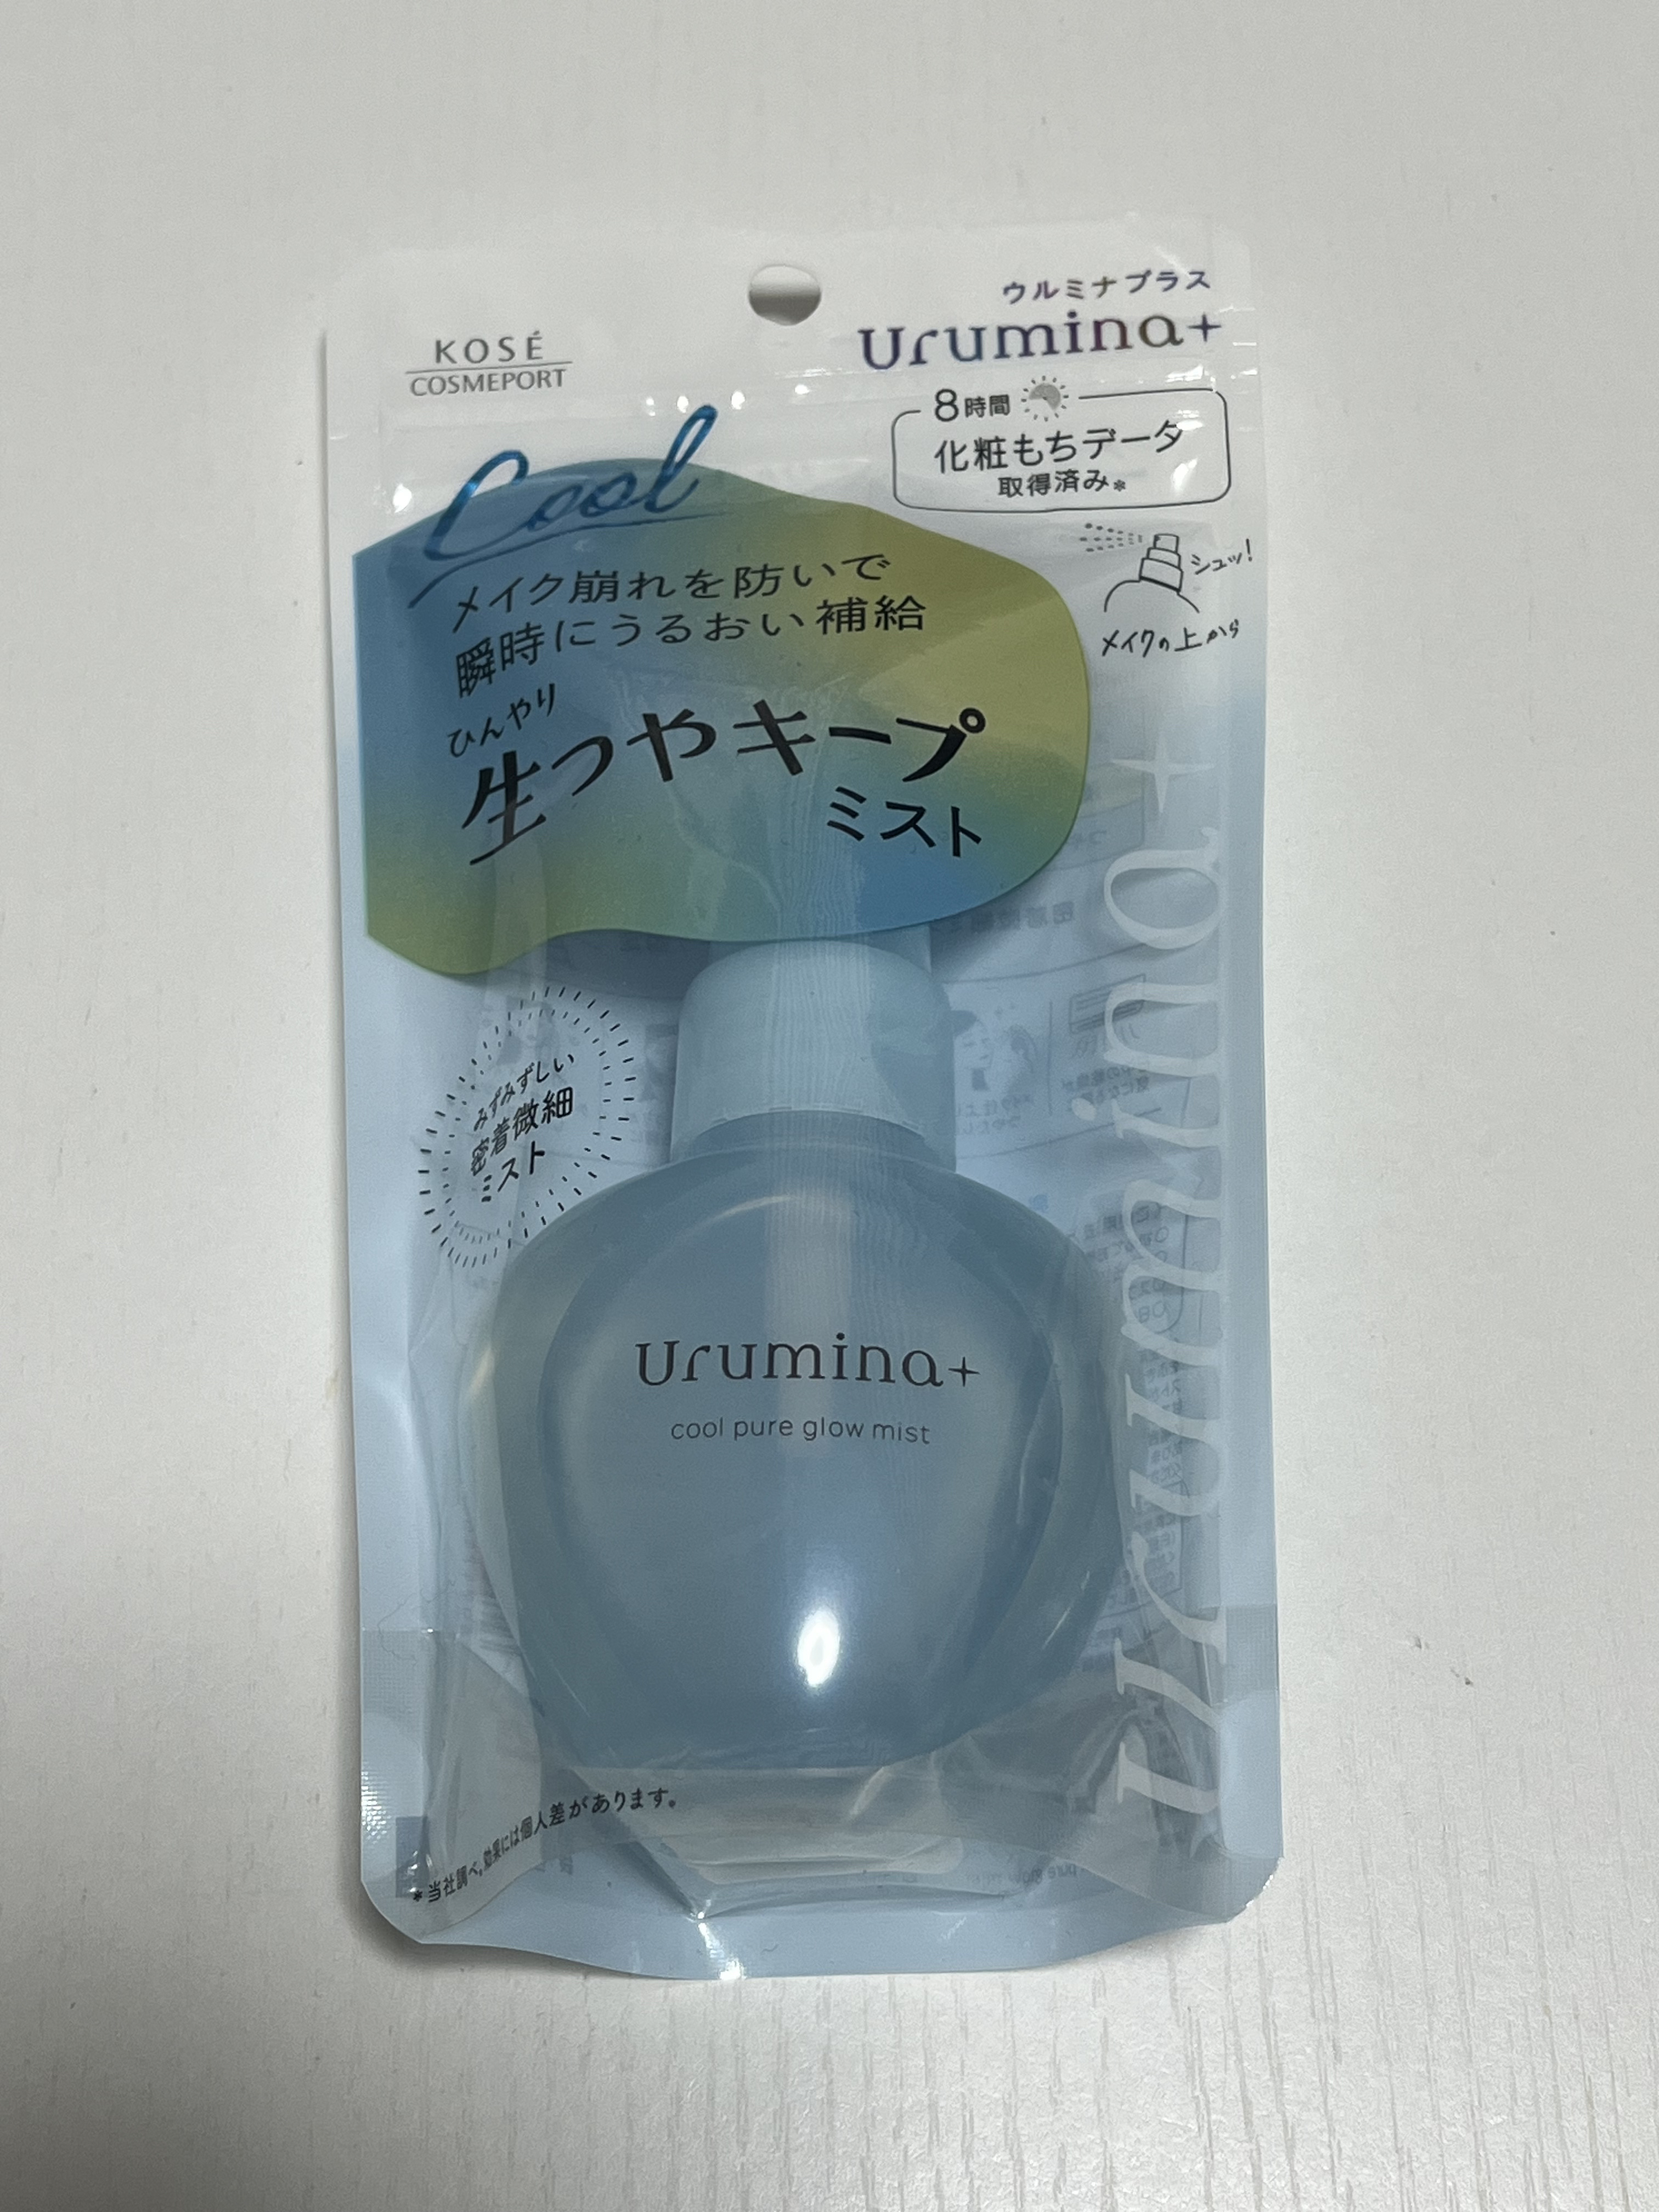 KOSÉ
COSMEPORT
ウルミナプラス
Urumina+
8時間
化粧もちデータ
取得済み*
シュッ!
メイクの上から
Cool
メイク崩れを防いで
瞬時にうるおい補給
ひんやり
生つやキープ
ミスト
みずみずしい
密着微細
ミスト
Urumina+
Urumina+
cool pure glow mist
*当社調べ。効果には個人差があります。